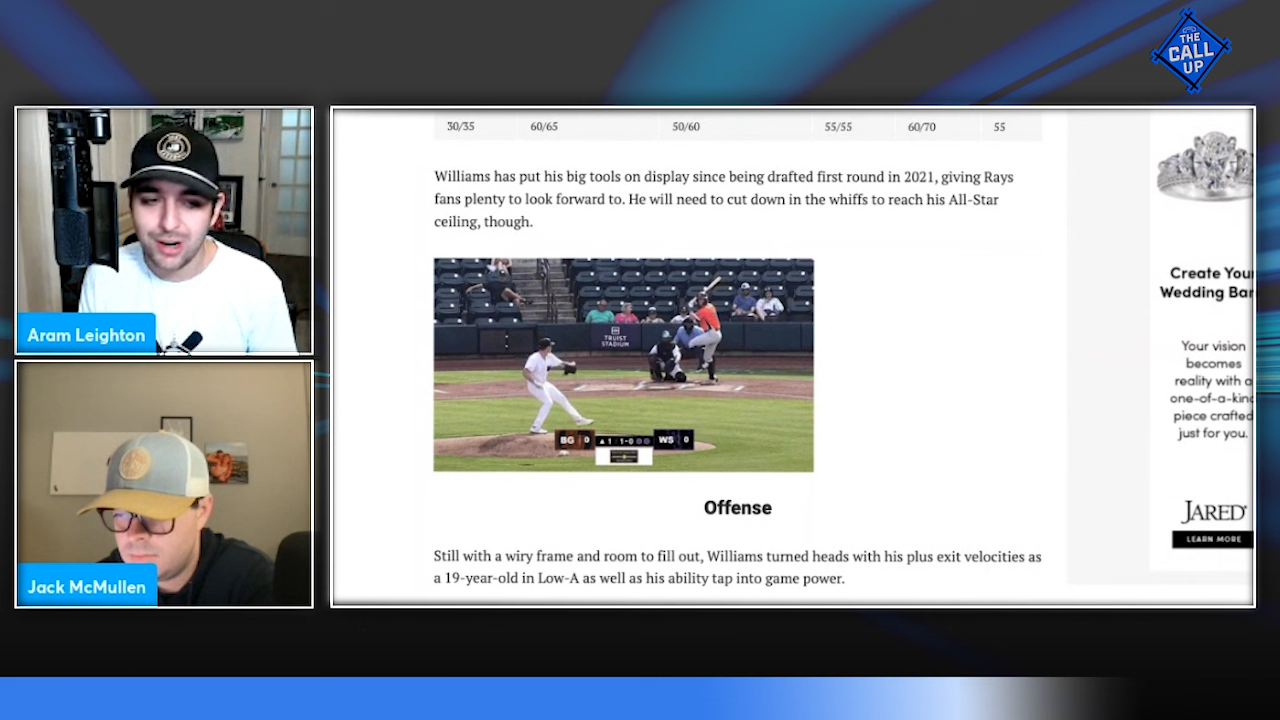 THE
CALL
UP
30/35 60/65 50/60 55/55 60/70 55
Williams has put his big tools on display since being drafted first round in 2021, giving Rays
fans plenty to look forward to. He will need to cut down in the whiffs to reach his All-Star
ceiling, though.
TRUIST
STADIUM
BG 0 ▲ 1 1-0 WS 0
Offense
Still with a wiry frame and room to fill out, Williams turned heads with his plus exit velocities as
a 19-year-old in Low-A as well as his ability tap into game power.
Create Your
Wedding Ban
Your vision
becomes
reality with a
one-of-a-kind
piece crafted
just for you.
JARED
LEARN MORE
Aram Leighton
Jack McMullen